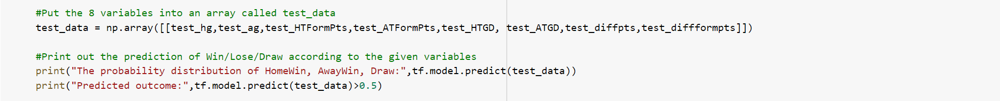 #Put the 8 variables into an array called test_data
test_data = np.array([[test_hg,test_ag,test_HTFormPts,test_ATFormPts,test_HTGD, test_ATGD,test_diffpts,test_diffformpts]])
#Print out the prediction of Win/Lose/Draw according to the given variables
print("The probability distribution of HomeWin, AwayWin, Draw:",tf.model.predict(test_data))
print("Predicted outcome:",tf.model.predict(test_data)>0.5)